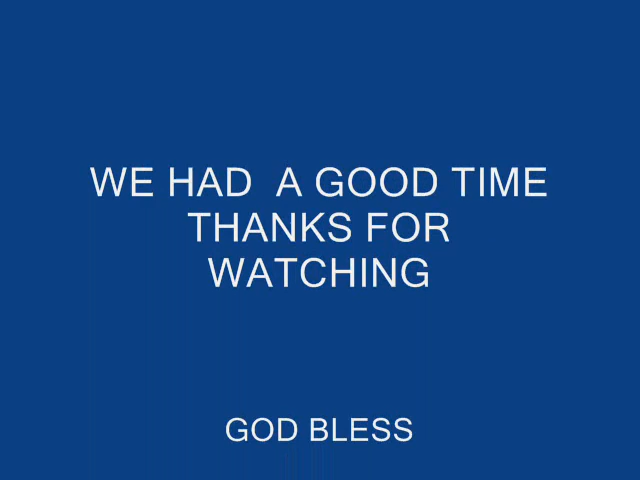 WE HAD  A GOOD TIME
THANKS FOR
WATCHING
GOD BLESS